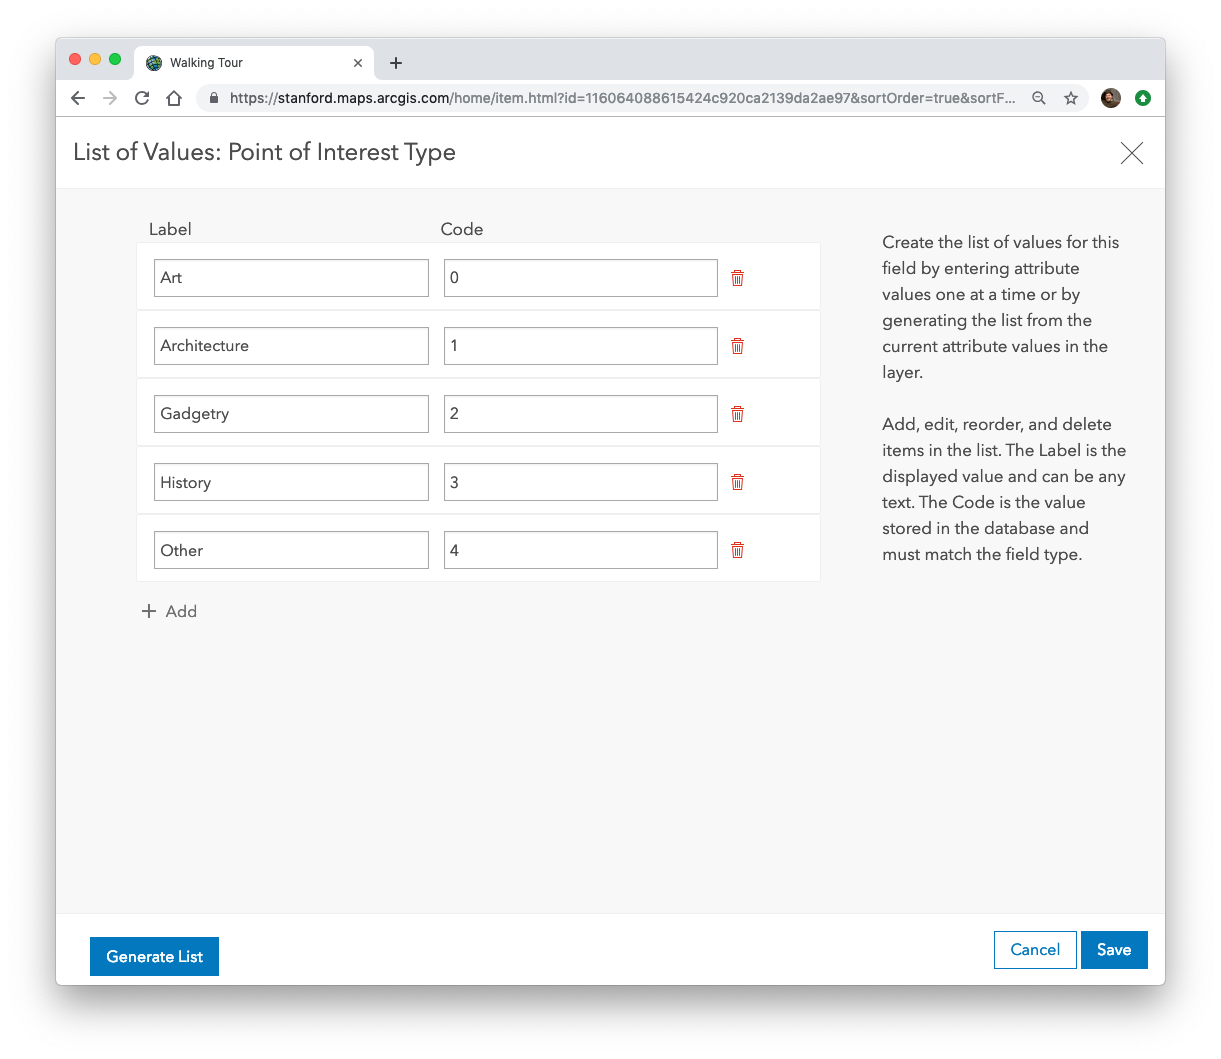 Walking Tour
https://stanford.maps.arcgis.com/home/item.html?id=116064088615424c920ca2139da2ae97&sortOrder=true&sortF...
List of Values: Point of Interest Type
Label Code
Art 0
Architecture 1
Gadgetry 2
History 3
Other 4
+ Add
Create the list of values for this
field by entering attribute
values one at a time or by
generating the list from the
current attribute values in the
layer.
Add, edit, reorder, and delete
items in the list. The Label is the
displayed value and can be any
text. The Code is the value
stored in the database and
must match the field type.
Generate List
Cancel Save